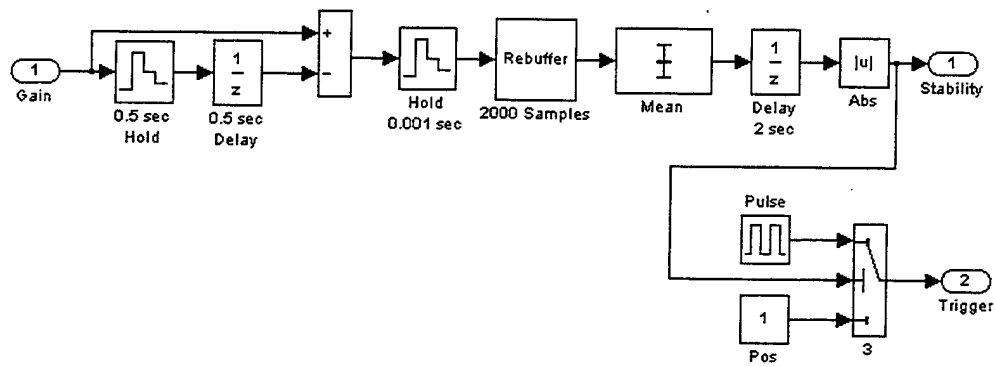 1
Gain
0.5 sec
Hold
1
z
0.5 sec
Delay
+
−
Hold
0.001 sec
Rebuffer
2000 Samples
Mean
1
z
Delay
2 sec
|u|
Abs
1
Stability
Pulse
1
Pos
3
2
Trigger